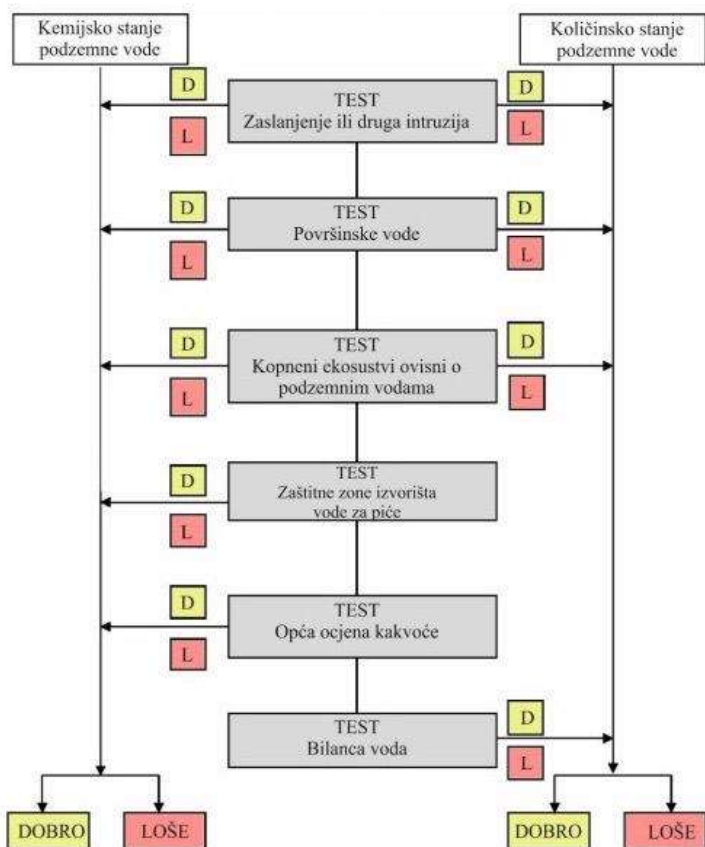 Kemijsko stanje
podzemne vode
Količinsko stanje
podzemne vode
D
L
TEST
Zaslanjenje ili druga intruzija
D
L
D
L
TEST
Površinske vode
D
L
D
L
TEST
Kopneni ekosustvi ovisni o
podzemnim vodama
D
L
D
L
TEST
Zaštitne zone izvorišta
vode za piće
D
L
TEST
Opća ocjena kakvoće
TEST
Bilanca voda
D
L
DOBRO
LOŠE
DOBRO
LOŠE